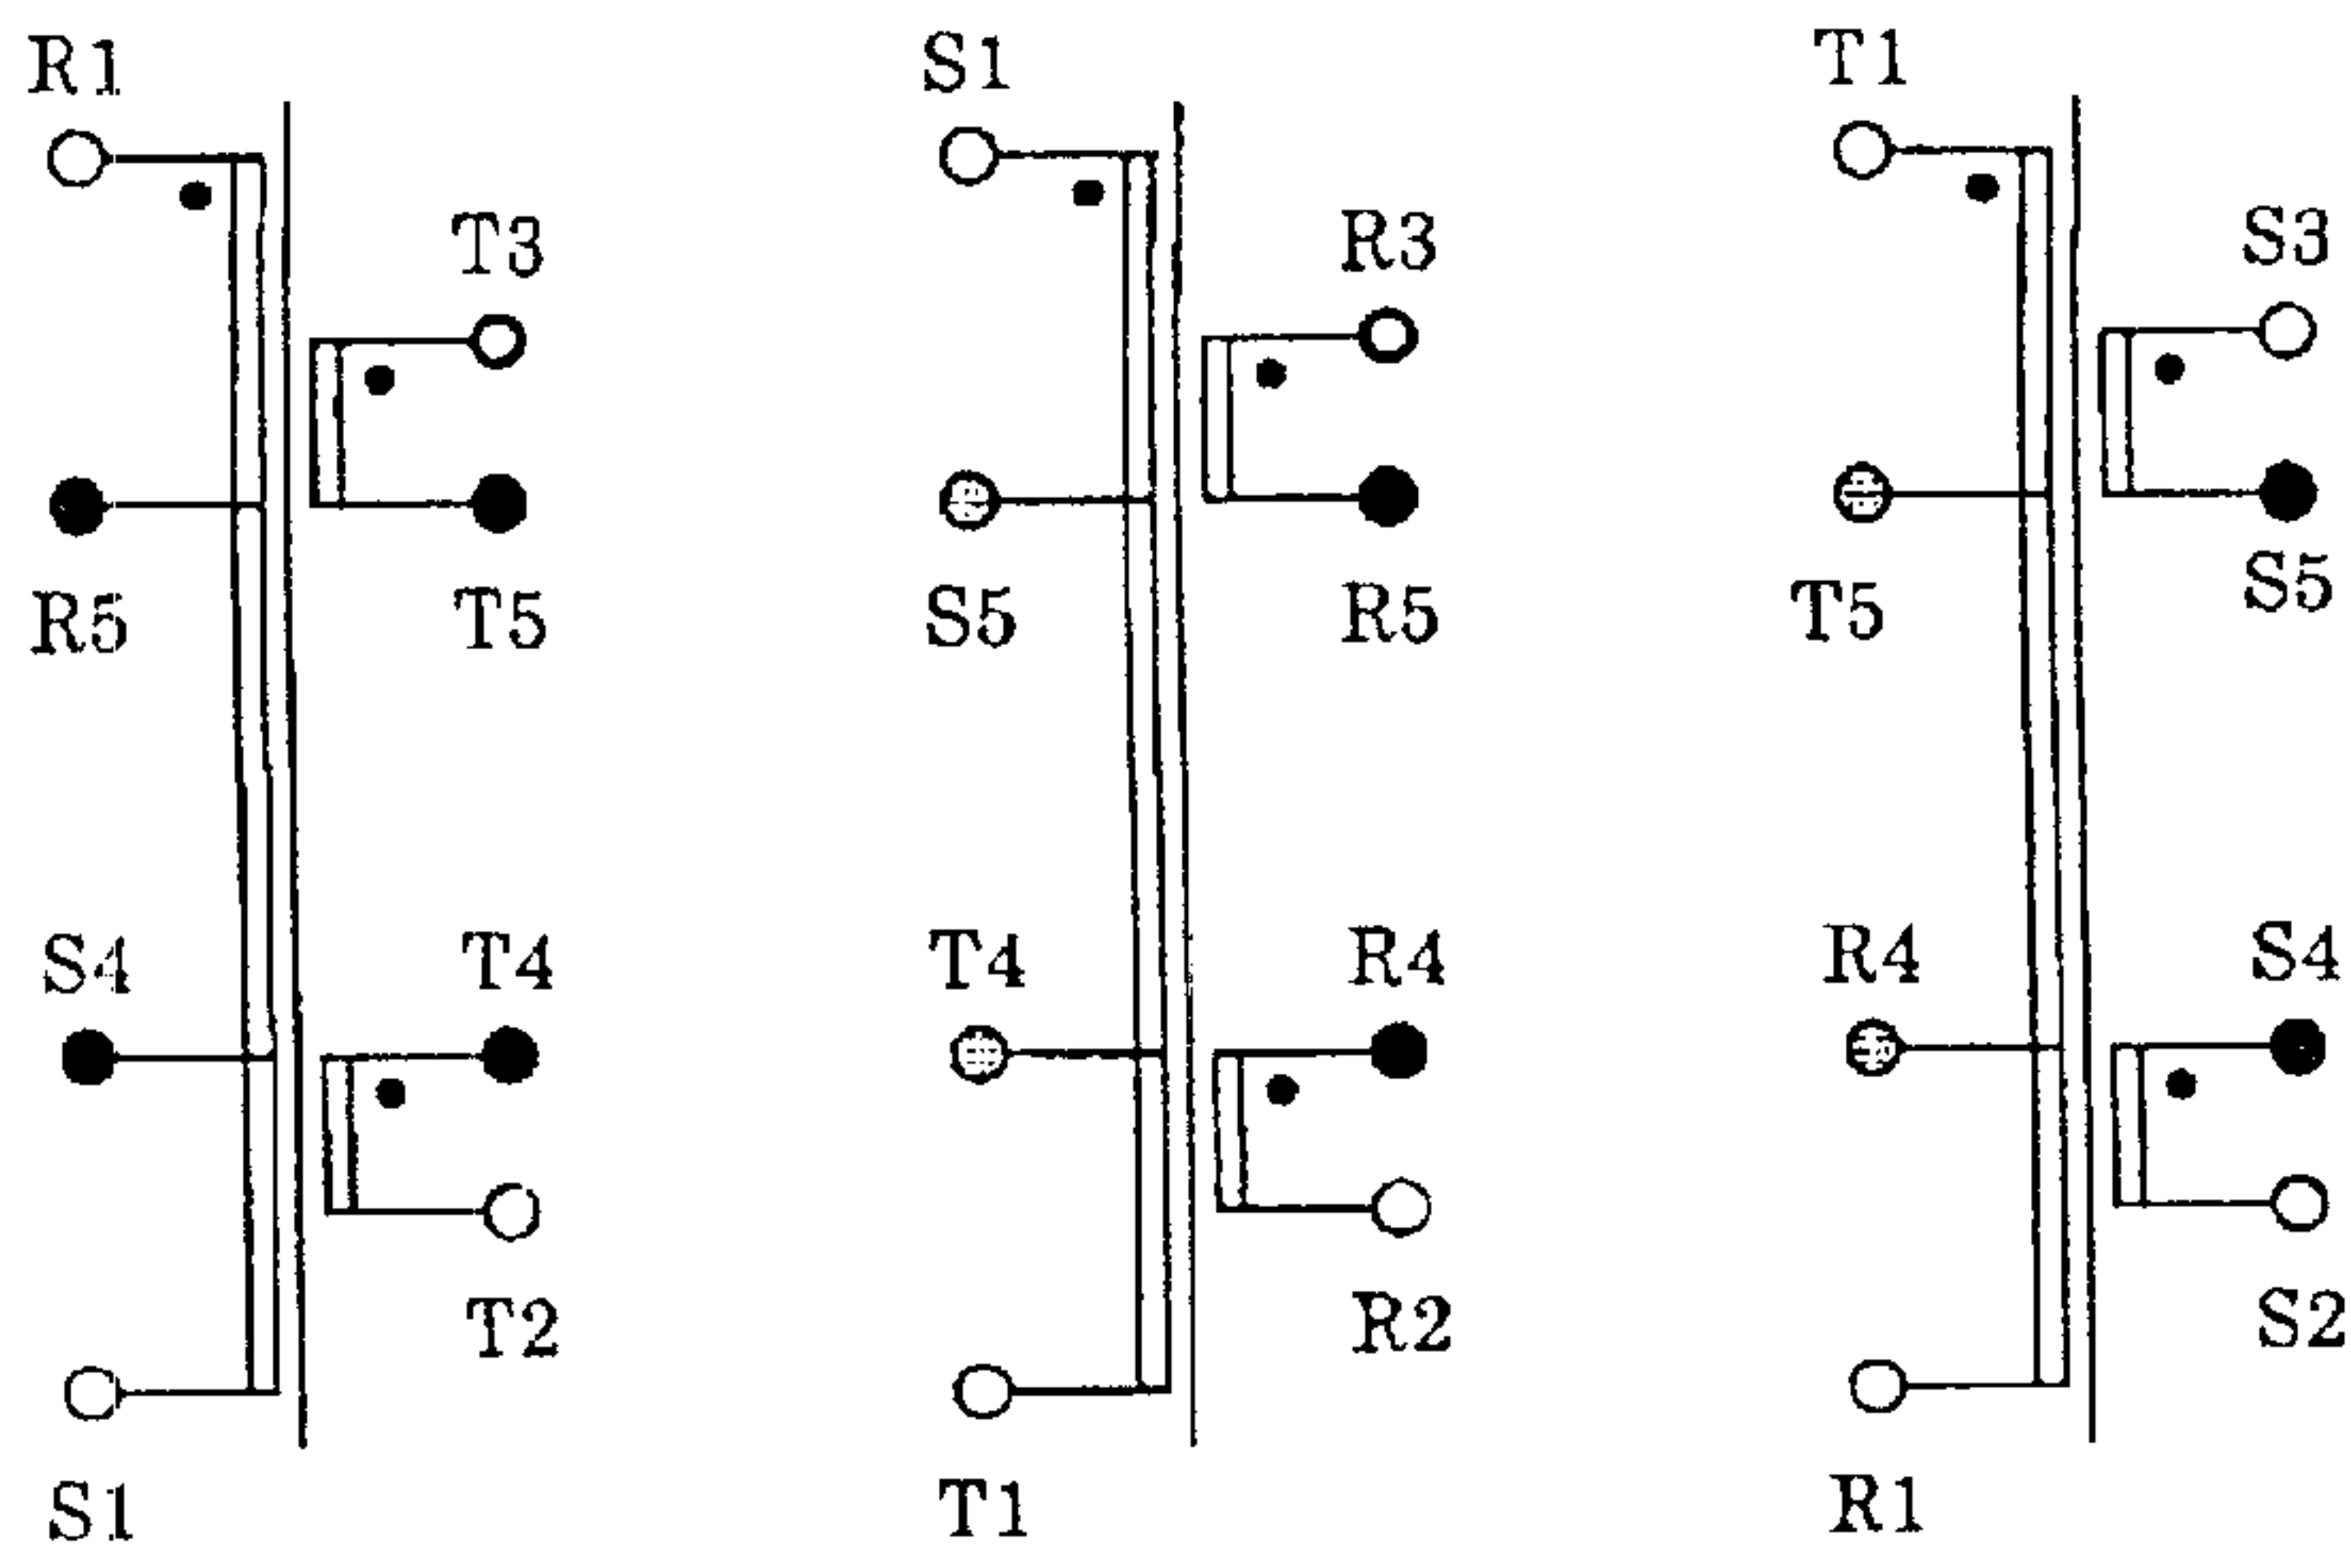 R1 S1 T1
T3 R3 S3
R5 T5 S5 R5 T5 S5
S4 T4 T4 R4 R4 S4
T2 R2 S2
S1 T1 R1